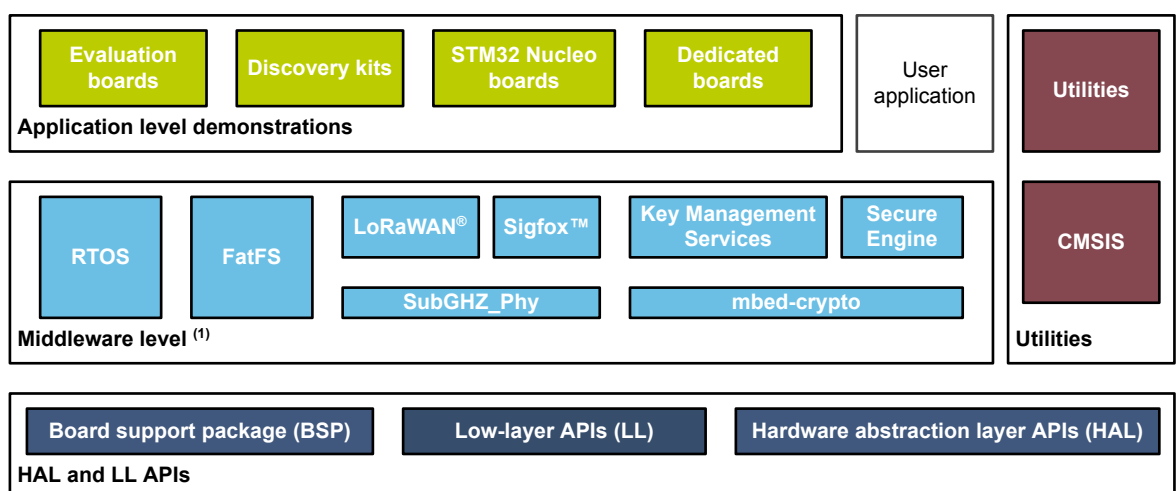 Evaluation
boards
Discovery kits
STM32 Nucleo
boards
Dedicated
boards
Application level demonstrations
User
application
Utilities
RTOS
FatFS
LoRaWAN®
Sigfox™
Key Management
Services
Secure
Engine
SubGHZ_Phy
mbed-crypto
Middleware level (1)
CMSIS
Utilities
Board support package (BSP)
Low-layer APIs (LL)
Hardware abstraction layer APIs (HAL)
HAL and LL APIs